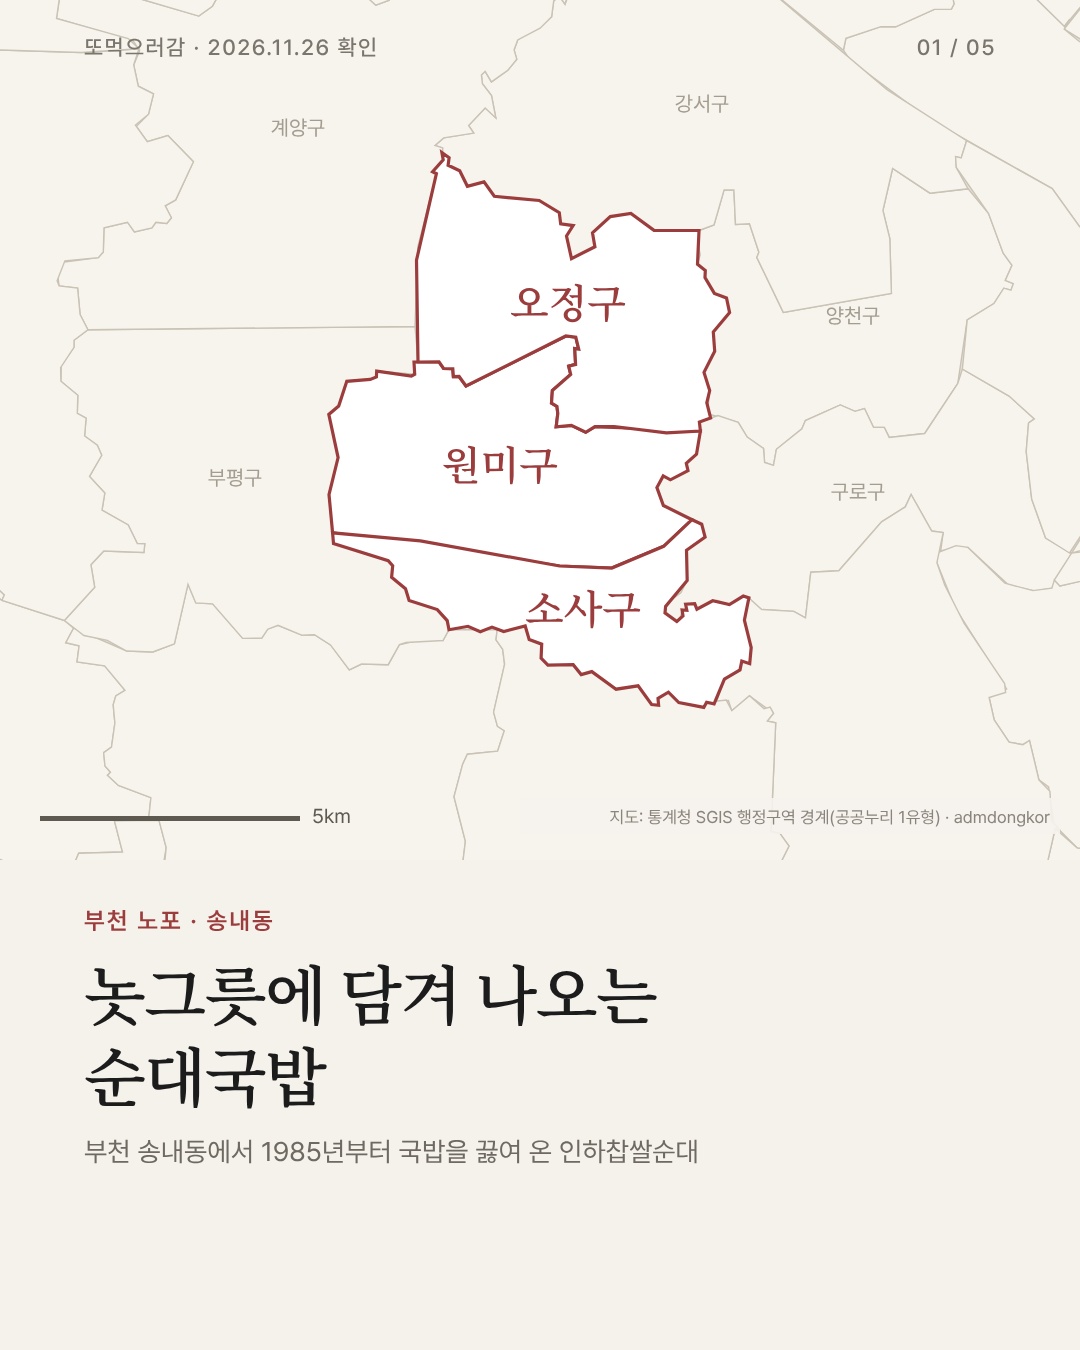 또먹으러감 · 2026.11.26 확인
01 / 05
강서구
계양구
오정구
양천구
원미구
부평구
구로구
소사구
5km
지도: 통계청 SGIS 행정구역 경계(공공누리 1유형) · admdongkor
부천 노포 · 송내동
놋그릇에 담겨 나오는
순대국밥
부천 송내동에서 1985년부터 국밥을 끓여 온 인하찹쌀순대